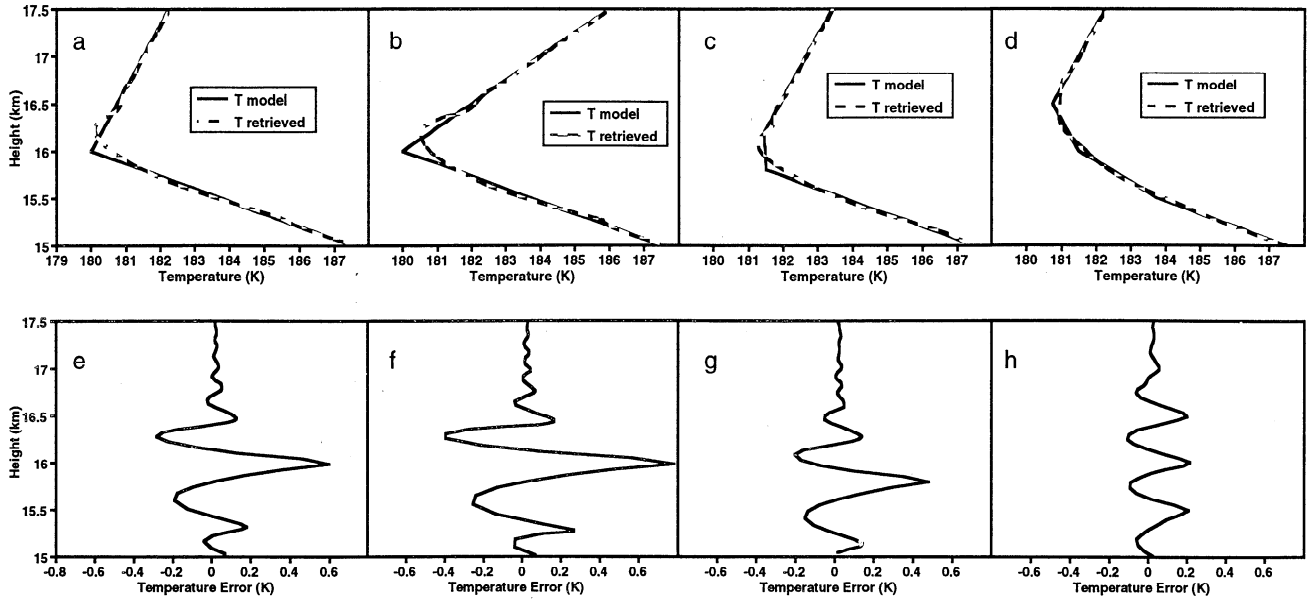 17.5
17
16.5
16
15.5
15
Height (km)
a
T model
T retrieved
179 180 181 182 183 184 185 186 187
Temperature (K)
b
T model
T retrieved
180 181 182 183 184 185 186 187
Temperature (K)
c
T model
T retrieved
180 181 182 183 184 185 186 187
Temperature (K)
d
T model
T retrieved
180 181 182 183 184 185 186 187
Temperature (K)
17.5
17
16.5
16
15.5
15
Height (km)
e
-0.8 -0.6 -0.4 -0.2 0 0.2 0.4 0.6
Temperature Error (K)
f
-0.6 -0.4 -0.2 0 0.2 0.4 0.6
Temperature Error (K)
g
-0.6 -0.4 -0.2 0 0.2 0.4 0.6
Temperature Error (K)
h
-0.6 -0.4 -0.2 0 0.2 0.4 0.6
Temperature Error (K)